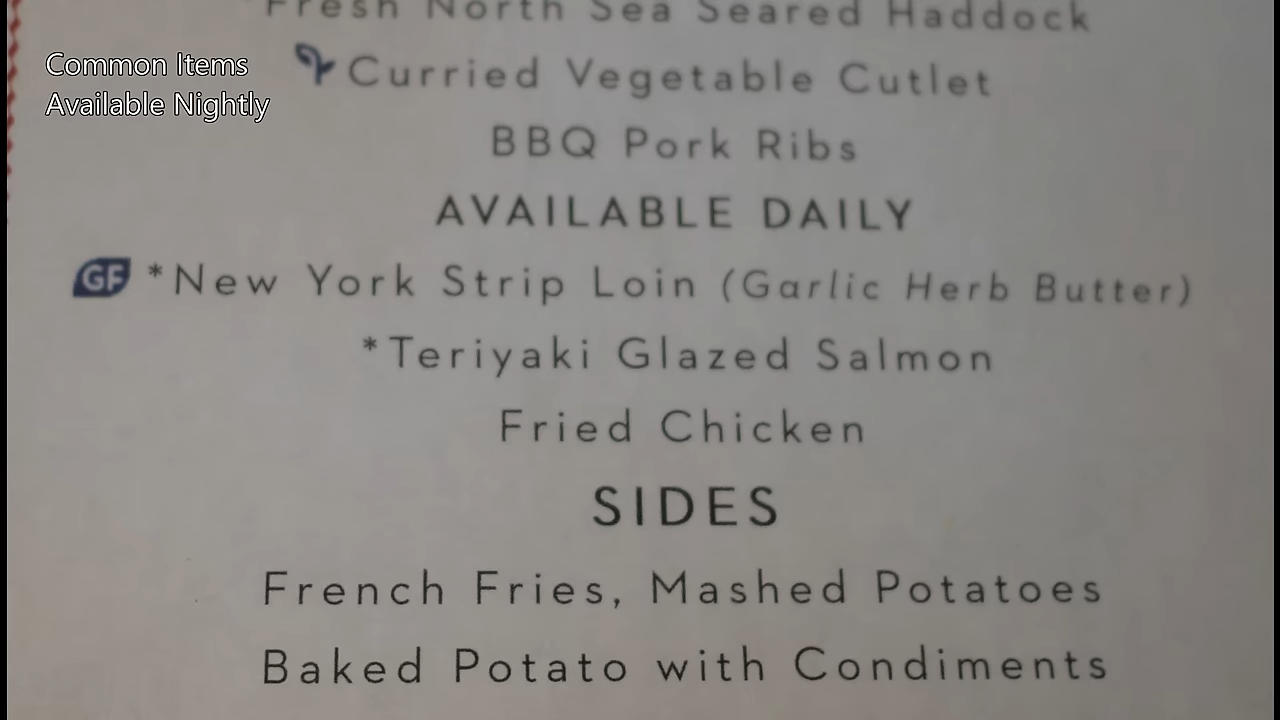 Fresh North Sea Seared Haddock
Common Items
Available Nightly
Curried Vegetable Cutlet
BBQ Pork Ribs
AVAILABLE DAILY
GF *New York Strip Loin (Garlic Herb Butter)
*Teriyaki Glazed Salmon
Fried Chicken
SIDES
French Fries, Mashed Potatoes
Baked Potato with Condiments